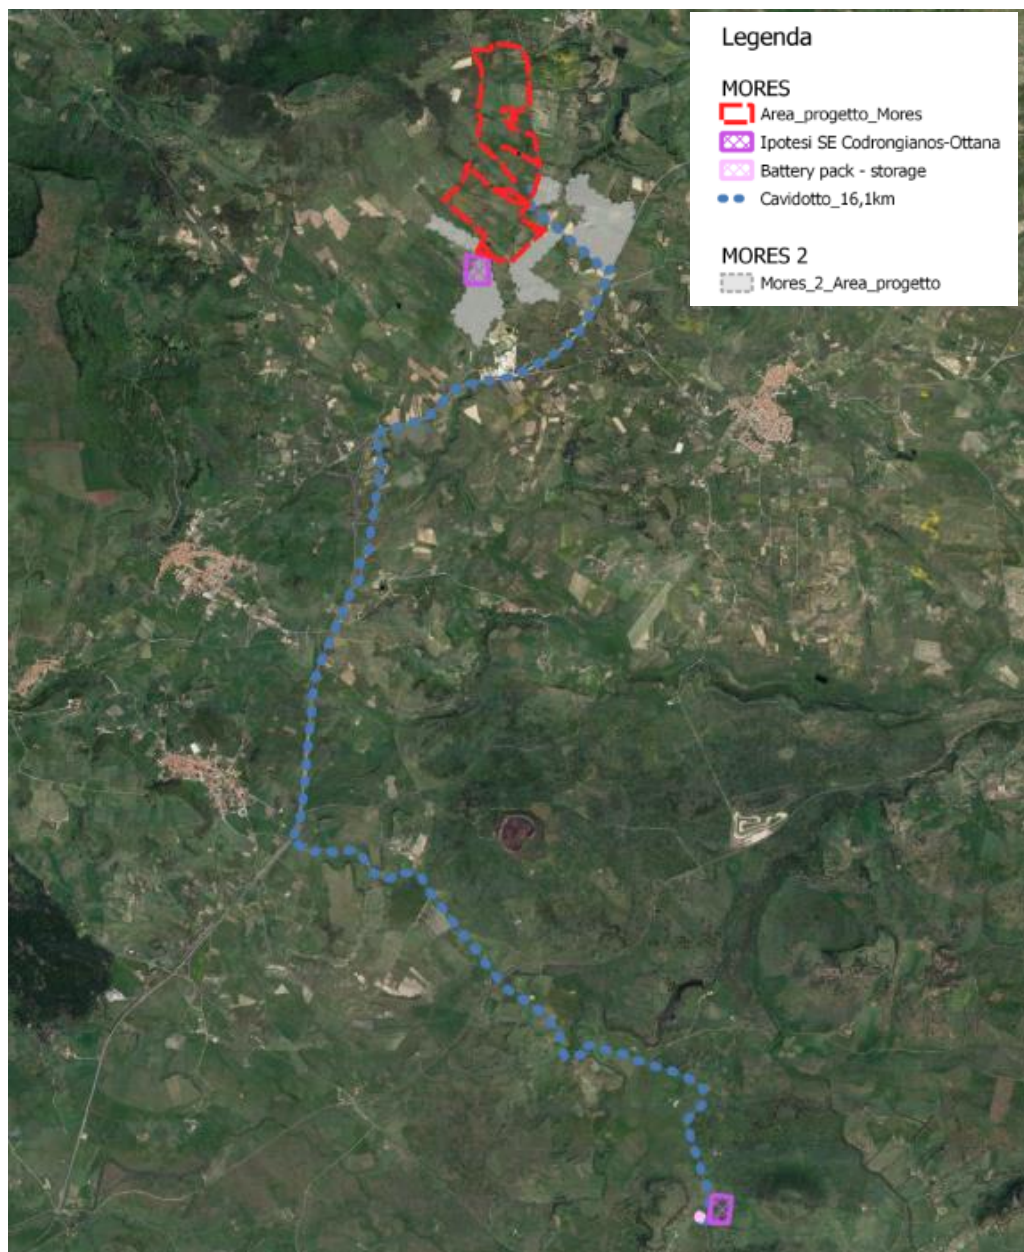 Legenda
MORES
Area_progetto_Mores
Ipotesi SE Codrongianos-Ottana
Battery pack - storage
Cavidotto_16,1km
MORES 2
Mores_2_Area_progetto